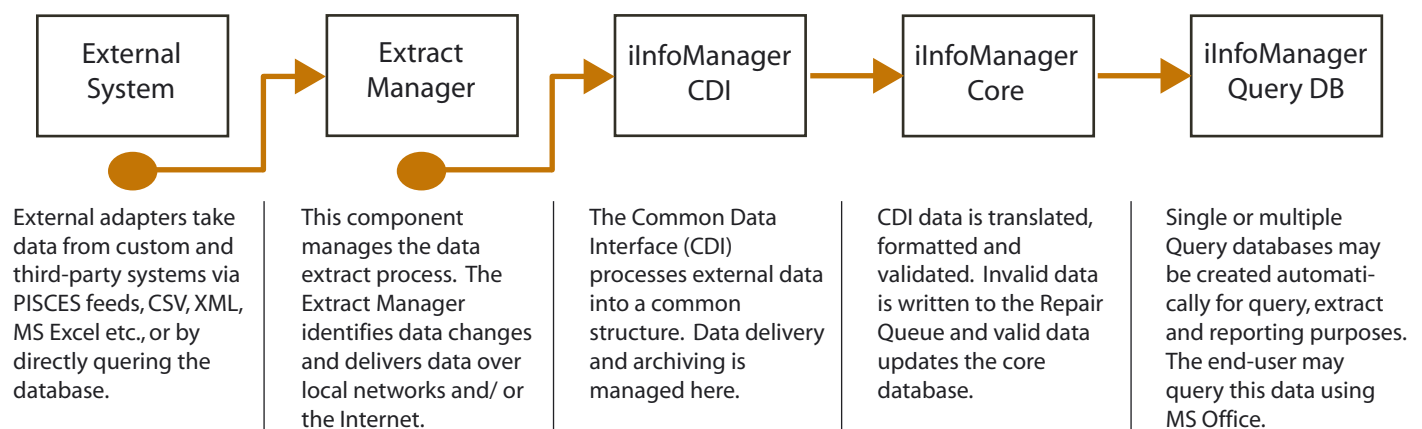 External
System
Extract
Manager
iInfoManager
CDI
iInfoManager
Core
iInfoManager
Query DB
External adapters take
data from custom and
third-party systems via
PISCES feeds, CSV, XML,
MS Excel etc., or by
directly quering the
database.
This component
manages the data
extract process. The
Extract Manager
identifies data changes
and delivers data over
local networks and/ or
the Internet.
The Common Data
Interface (CDI)
processes external data
into a common
structure. Data delivery
and archiving is
managed here.
CDI data is translated,
formatted and
validated. Invalid data
is written to the Repair
Queue and valid data
updates the core
database.
Single or multiple
Query databases may
be created automati-
cally for query, extract
and reporting purposes.
The end-user may
query this data using
MS Office.